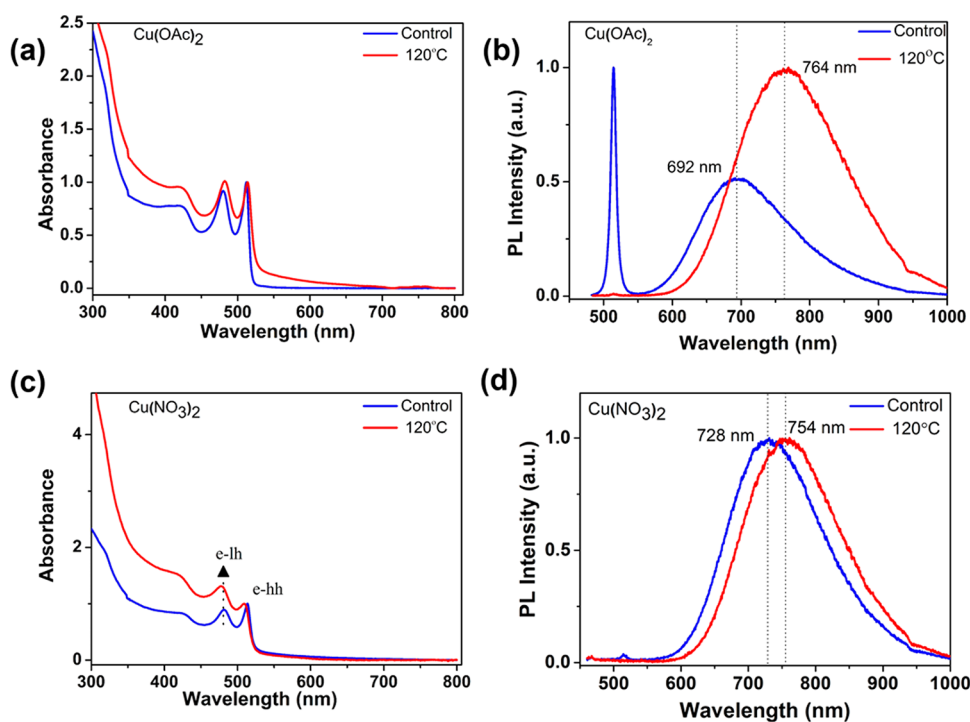 (a)
Cu(OAc)2
Control
120°C
2.5
2.0
1.5
1.0
0.5
0.0
Absorbance
300 400 500 600 700 800
Wavelength (nm)
(b)
Cu(OAc)₂
Control
120°C
764 nm
692 nm
1.0
0.5
0.0
PL Intensity (a.u.)
500 600 700 800 900 1000
Wavelength (nm)
(c)
Cu(NO3)2
Control
120°C
e-lh
e-hh
4
2
0
Absorbance
300 400 500 600 700 800
Wavelength (nm)
(d)
Cu(NO3)2
Control
120°C
728 nm
754 nm
1.0
0.5
0.0
PL Intensity (a.u.)
500 600 700 800 900 1000
Wavelength (nm)